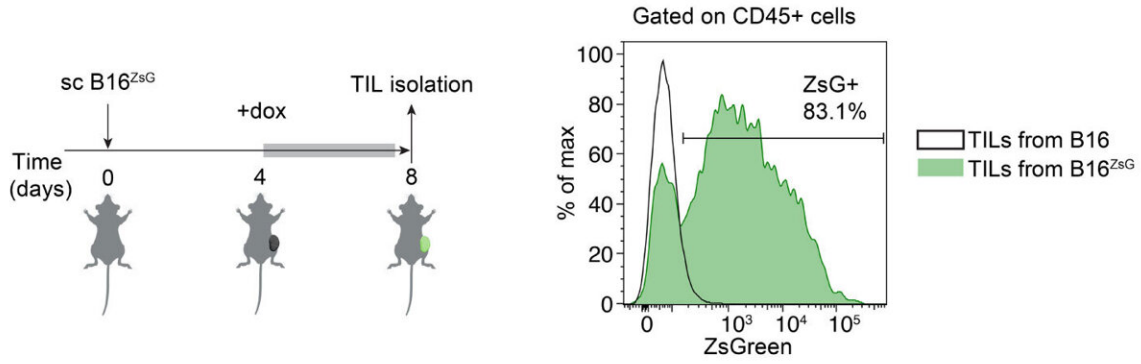 sc B16ZsG
+dox
TIL isolation
Time
(days)
0
4
8
Gated on CD45+ cells
% of max
100
80
60
40
20
0
ZsG+
83.1%
0
10³
10⁴
10⁵
ZsGreen
TILs from B16
TILs from B16ZsG